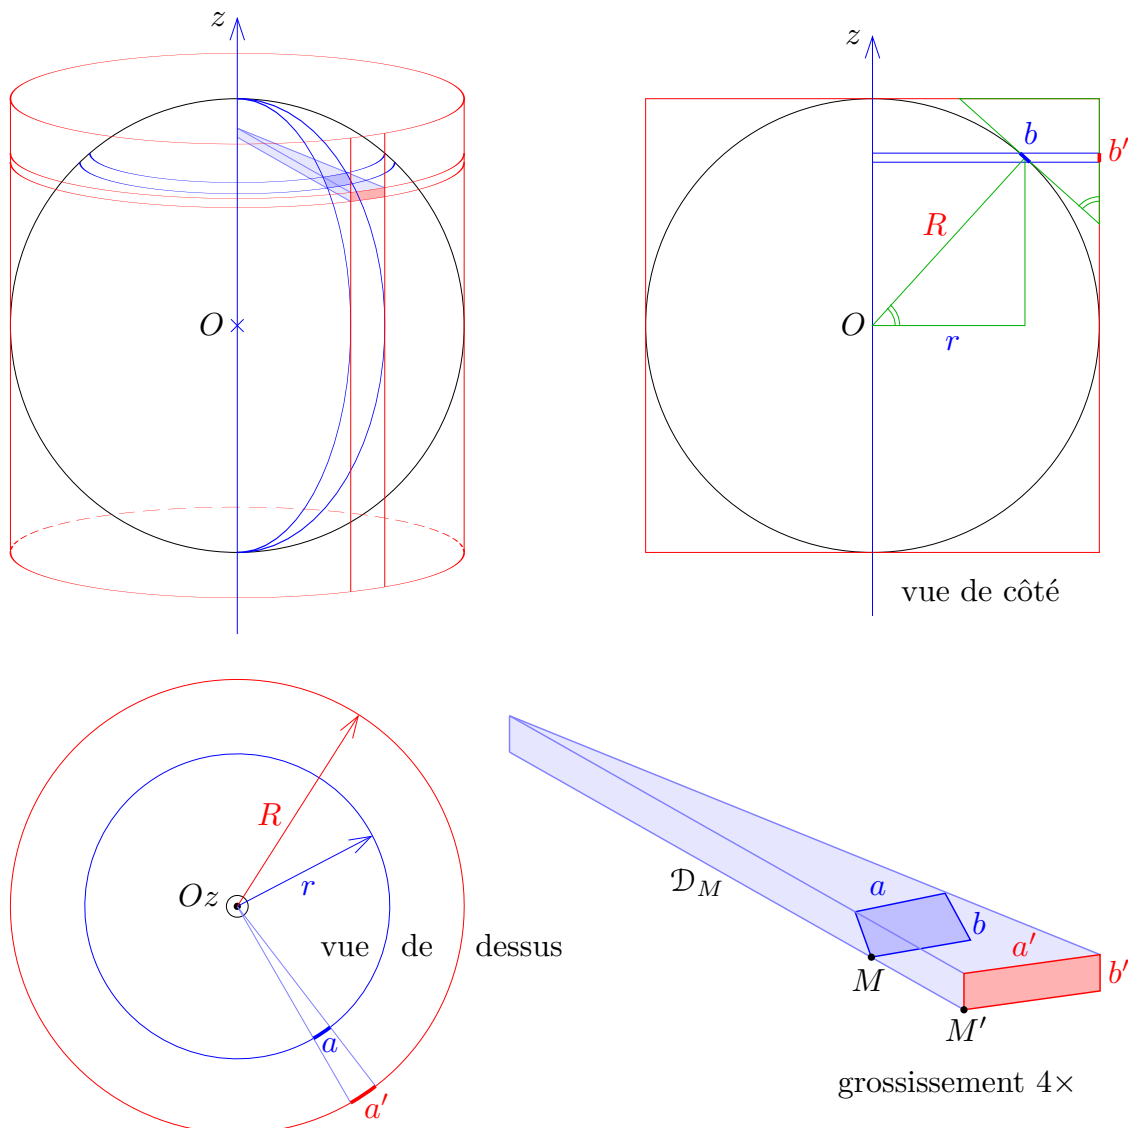 z
O
z
b
b′
R
O
r
vue de côté
R
r
Oz
vue de dessus
a
a′
𝒟M
a
b
a′
b′
M
M′
grossissement 4×